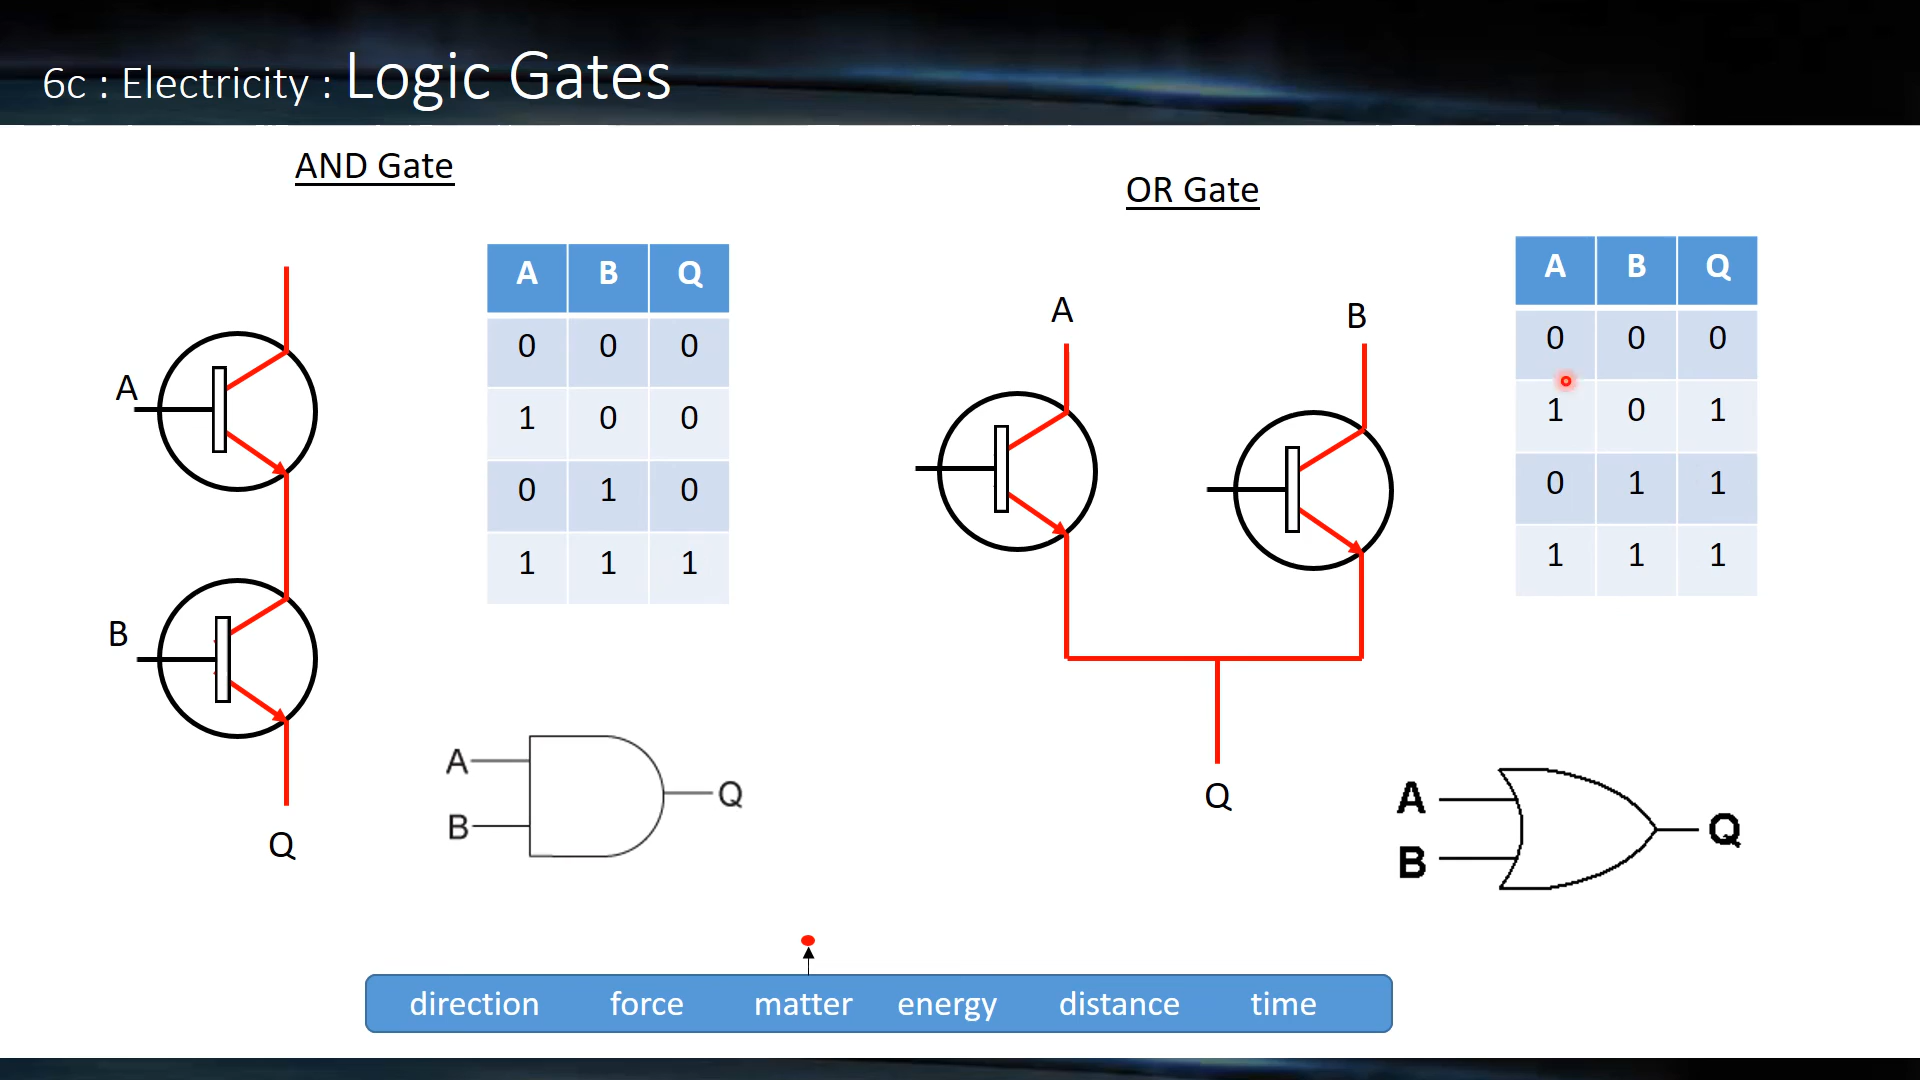 6c : Electricity : Logic Gates
AND Gate
A
B
Q
A B Q
0 0 0
1 0 0
0 1 0
1 1 1
A
B
Q
OR Gate
A
B
Q
A B Q
0 0 0
1 0 1
0 1 1
1 1 1
A
B
Q
direction force matter energy distance time